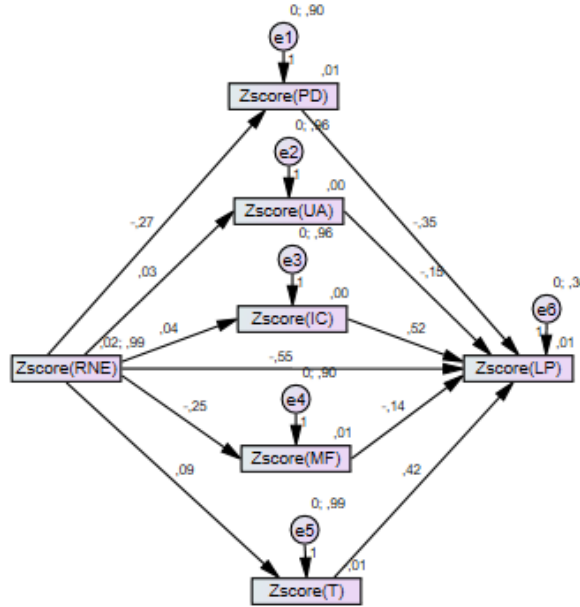 0; ,90
e1
1
,01
Zscore(PD)
0; ,96
e2
1
,00
Zscore(UA)
-,27
-,35
0; ,96
,03
-,15
e3
1
,00
0; ,3
e6
1
,01
,02; ,99
,04
Zscore(IC)
,52
Zscore(RNE)
-,55
Zscore(LP)
0; ,90
e4
1
-,25
,01
-,14
Zscore(MF)
,09
,42
0; ,99
e5
1
,01
Zscore(T)